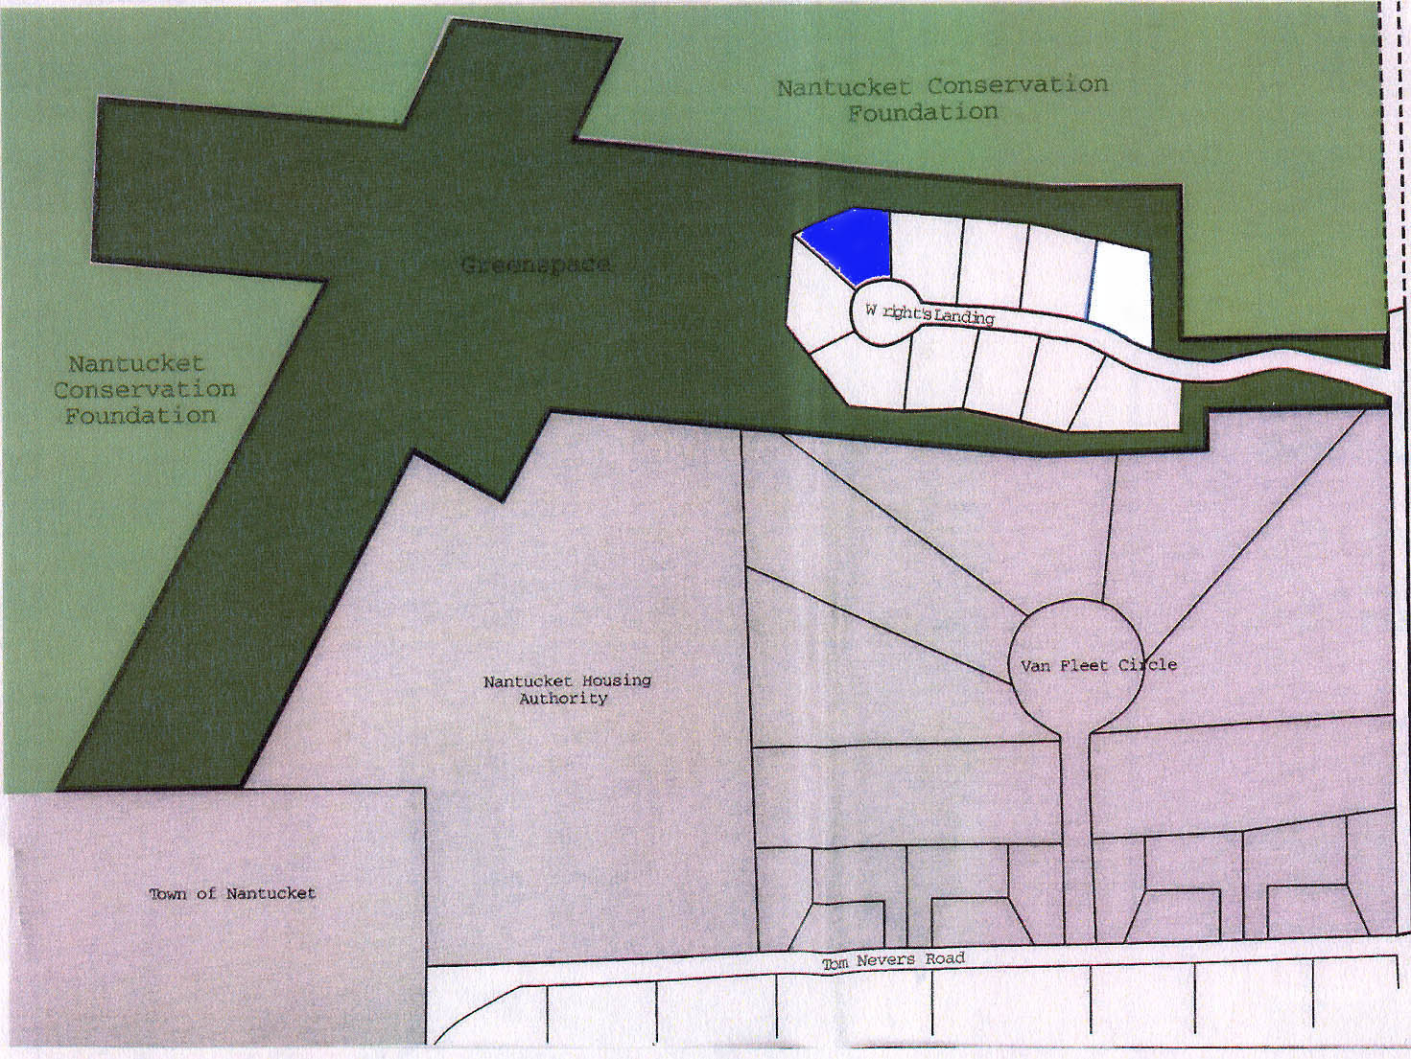 Nantucket Conservation
Foundation
Greenspace
Wright's Landing
Nantucket
Conservation
Foundation
Van Fleet Circle
Nantucket Housing
Authority
Town of Nantucket
Tom Nevers Road